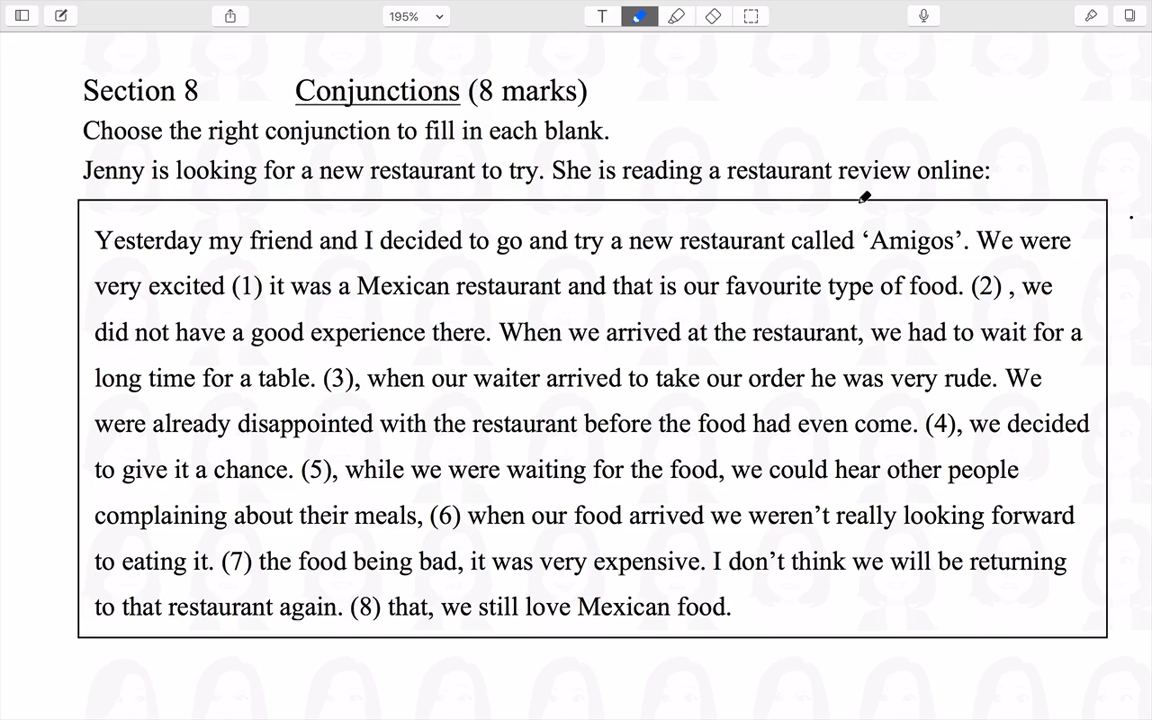 195%
T
Section 8 Conjunctions (8 marks)
Choose the right conjunction to fill in each blank.
Jenny is looking for a new restaurant to try. She is reading a restaurant review online:
Yesterday my friend and I decided to go and try a new restaurant called ‘Amigos’. We were
very excited (1) it was a Mexican restaurant and that is our favourite type of food. (2) , we
did not have a good experience there. When we arrived at the restaurant, we had to wait for a
long time for a table. (3), when our waiter arrived to take our order he was very rude. We
were already disappointed with the restaurant before the food had even come. (4), we decided
to give it a chance. (5), while we were waiting for the food, we could hear other people
complaining about their meals, (6) when our food arrived we weren’t really looking forward
to eating it. (7) the food being bad, it was very expensive. I don’t think we will be returning
to that restaurant again. (8) that, we still love Mexican food.